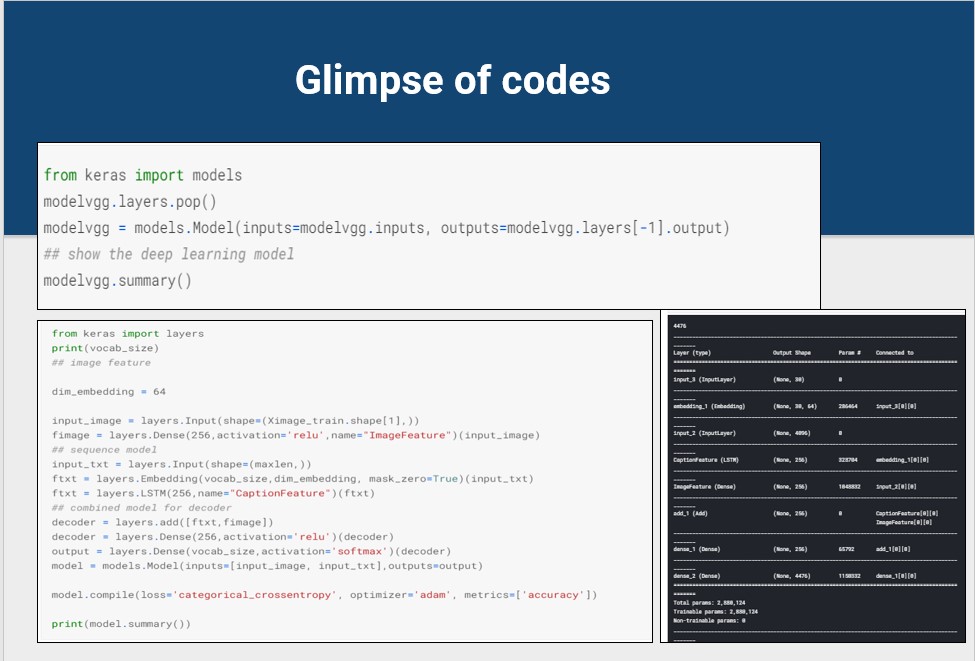 Glimpse of codes
from keras import models
modelvgg.layers.pop()
modelvgg = models.Model(inputs=modelvgg.inputs, outputs=modelvgg.layers[-1].output)
## show the deep learning model
modelvgg.summary()
from keras import layers
print(vocab_size)
## image feature
dim_embedding = 64
input_image = layers.Input(shape=(Ximage_train.shape[1],))
fimage = layers.Dense(256,activation='relu',name="ImageFeature")(input_image)
## sequence model
input_txt = layers.Input(shape=(maxlen,))
ftxt = layers.Embedding(vocab_size,dim_embedding, mask_zero=True)(input_txt)
ftxt = layers.LSTM(256,name="CaptionFeature")(ftxt)
## combined model for decoder
decoder = layers.add([ftxt,fimage])
decoder = layers.Dense(256,activation='relu')(decoder)
output = layers.Dense(vocab_size,activation='softmax')(decoder)
model = models.Model(inputs=[input_image, input_txt],outputs=output)
model.compile(loss='categorical_crossentropy', optimizer='adam', metrics=['accuracy'])
print(model.summary())
4476
Layer (type) Output Shape Param # Connected to
input_3 (InputLayer) (None, 30) 0
embedding_1 (Embedding) (None, 30, 64) 286464 input_3[0][0]
input_2 (InputLayer) (None, 4096) 0
CaptionFeature (LSTM) (None, 256) 328704 embedding_1[0][0]
ImageFeature (Dense) (None, 256) 1048832 input_2[0][0]
add_1 (Add) (None, 256) 0 CaptionFeature[0][0]
ImageFeature[0][0]
dense_1 (Dense) (None, 256) 65792 add_1[0][0]
dense_2 (Dense) (None, 4476) 1150332 dense_1[0][0]
Total params: 2,880,124
Trainable params: 2,880,124
Non-trainable params: 0